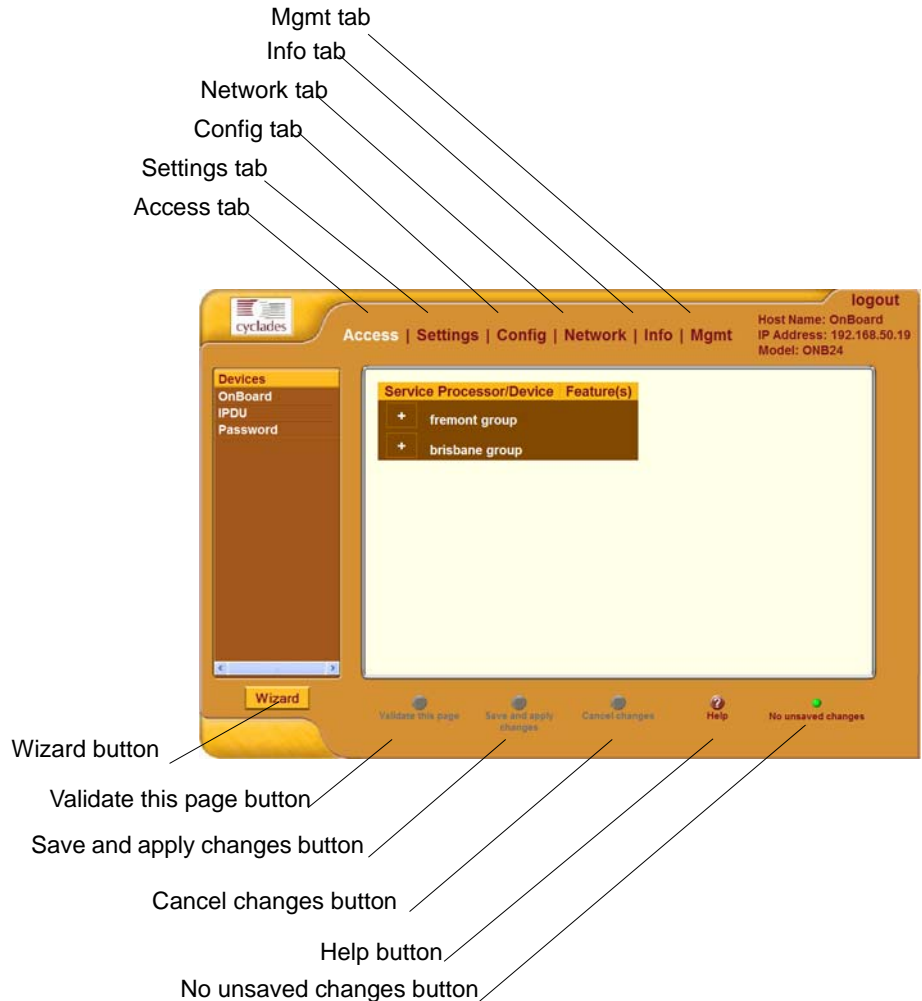 Mgmt tab
Info tab
Network tab
Config tab
Settings tab
Access tab
cyclades
logout
Access | Settings | Config | Network | Info | Mgmt
Host Name: OnBoard
IP Address: 192.168.50.19
Model: ONB24
Devices
OnBoard
IPDU
Password
Service Processor/Device Feature(s)
+ fremont group
+ brisbane group
Wizard
Validate this page
Save and apply
changes
Cancel changes
?
Help
No unsaved changes
Wizard button
Validate this page button
Save and apply changes button
Cancel changes button
Help button
No unsaved changes button